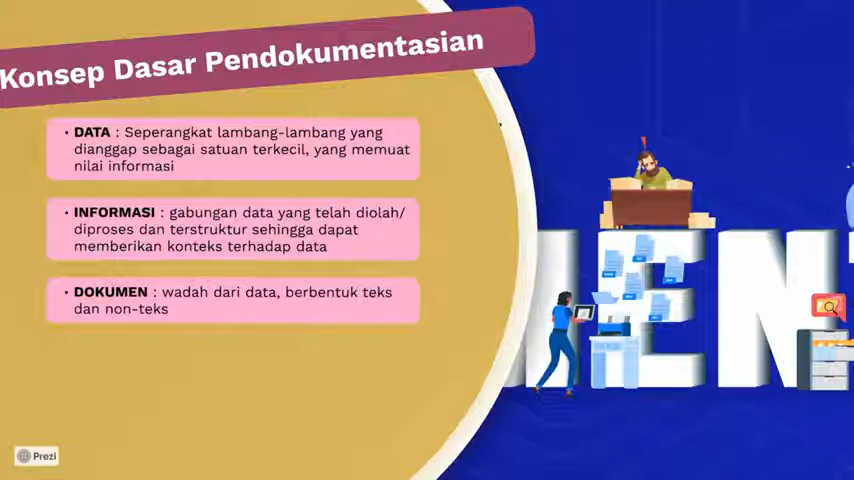 Konsep Dasar Pendokumentasian
• DATA : Seperangkat lambang-lambang yang
dianggap sebagai satuan terkecil, yang memuat
nilai informasi
• INFORMASI : gabungan data yang telah diolah/
diproses dan terstruktur sehingga dapat
memberikan konteks terhadap data
• DOKUMEN : wadah dari data, berbentuk teks
dan non-teks
EN
Prezi